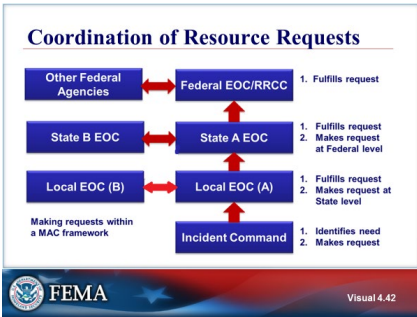 Coordination of Resource Requests
Other Federal
Agencies
Federal EOC/RRCC
1. Fulfills request
State B EOC
State A EOC
1. Fulfills request
2. Makes request
at Federal level
Local EOC (B)
Local EOC (A)
1. Fulfills request
2. Makes request at
State level
Making requests within
a MAC framework
Incident Command
1. Identifies need
2. Makes request
FEMA
Visual 4.42